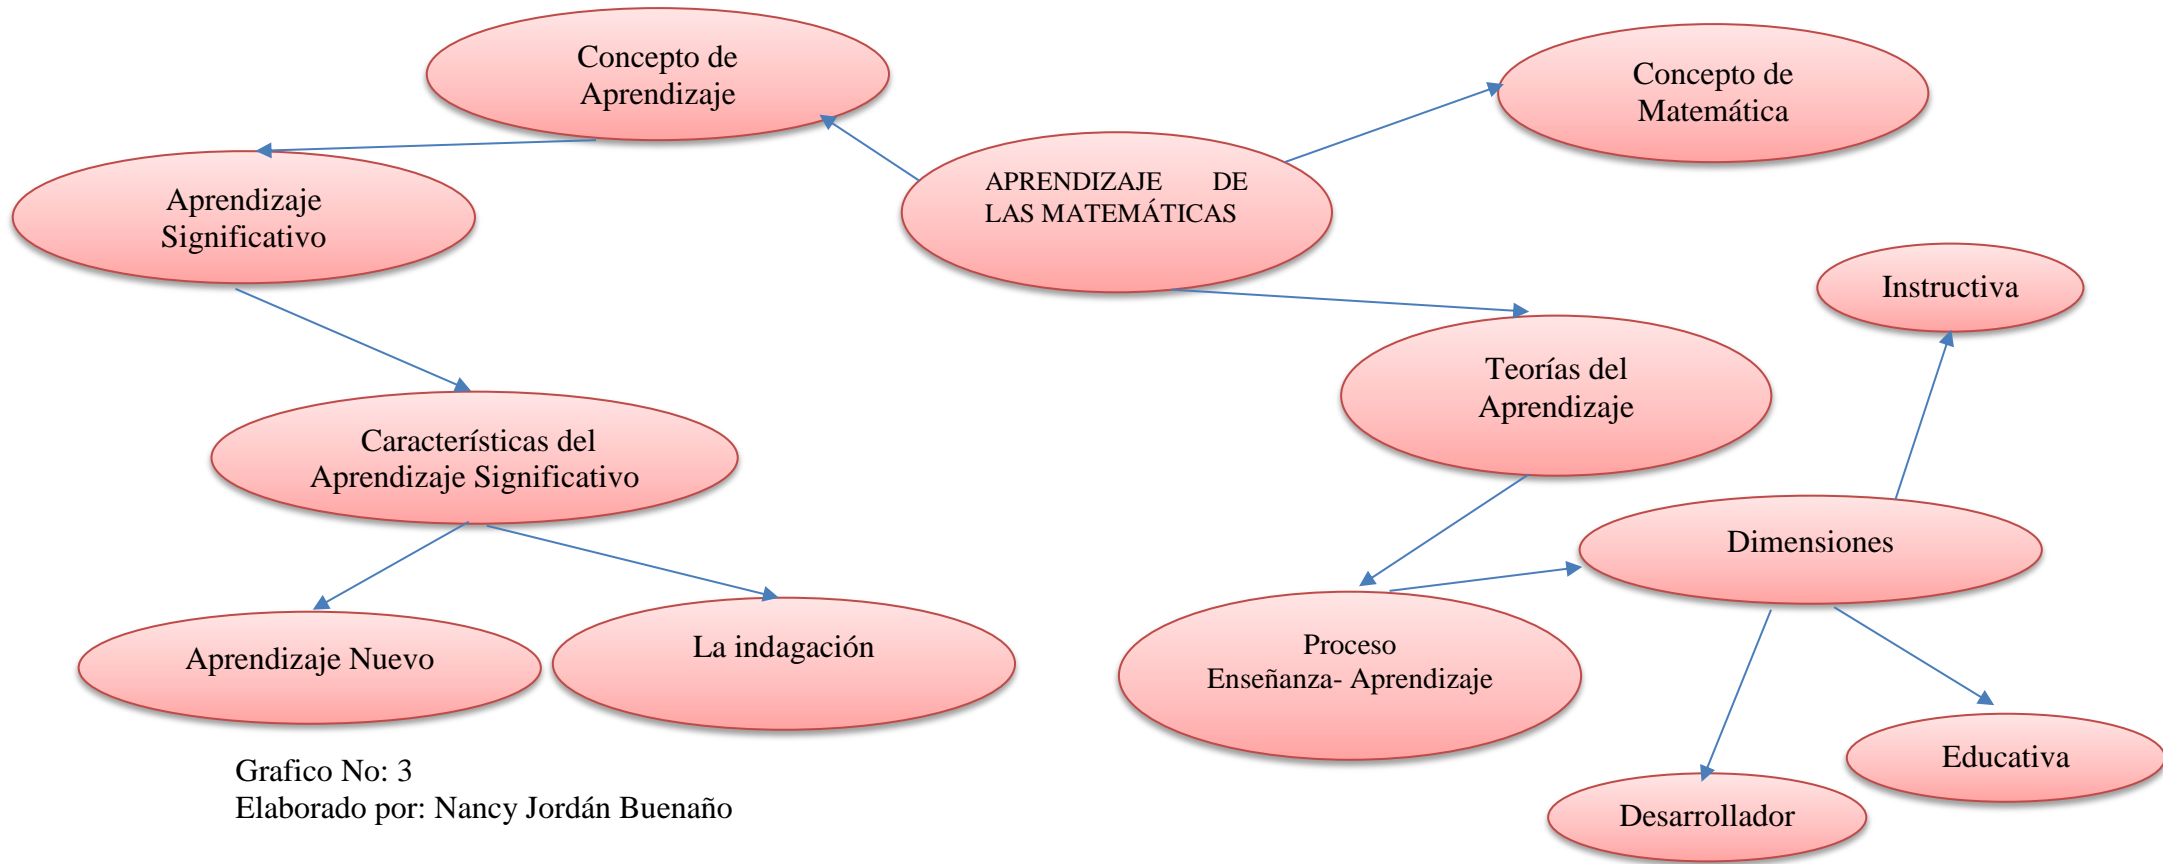 Concepto de
Aprendizaje
Concepto de
Matemática
APRENDIZAJE DE
LAS MATEMÁTICAS
Aprendizaje
Significativo
Instructiva
Teorías del
Aprendizaje
Característicias del
Aprendizaje Significativo
Dimensiones
Aprendizaje Nuevo
La indagación
Proceso
Enseñanza- Aprendizaje
Educativa
Desarrollador
Grafico No: 3
Elaborado por: Nancy Jordán Buenaño